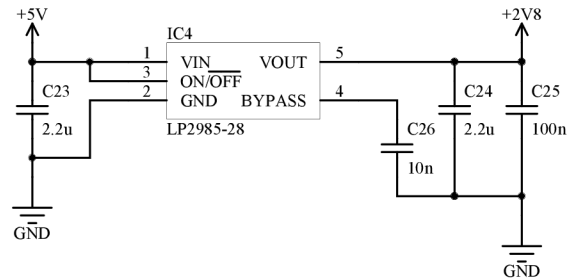 +5V
IC4
+2V8
1
VIN
VOUT
5
3
ON/OFF
C23
2
GND
BYPASS
4
C24
C25
2.2u
LP2985-28
C26
2.2u
100n
10n
GND
GND